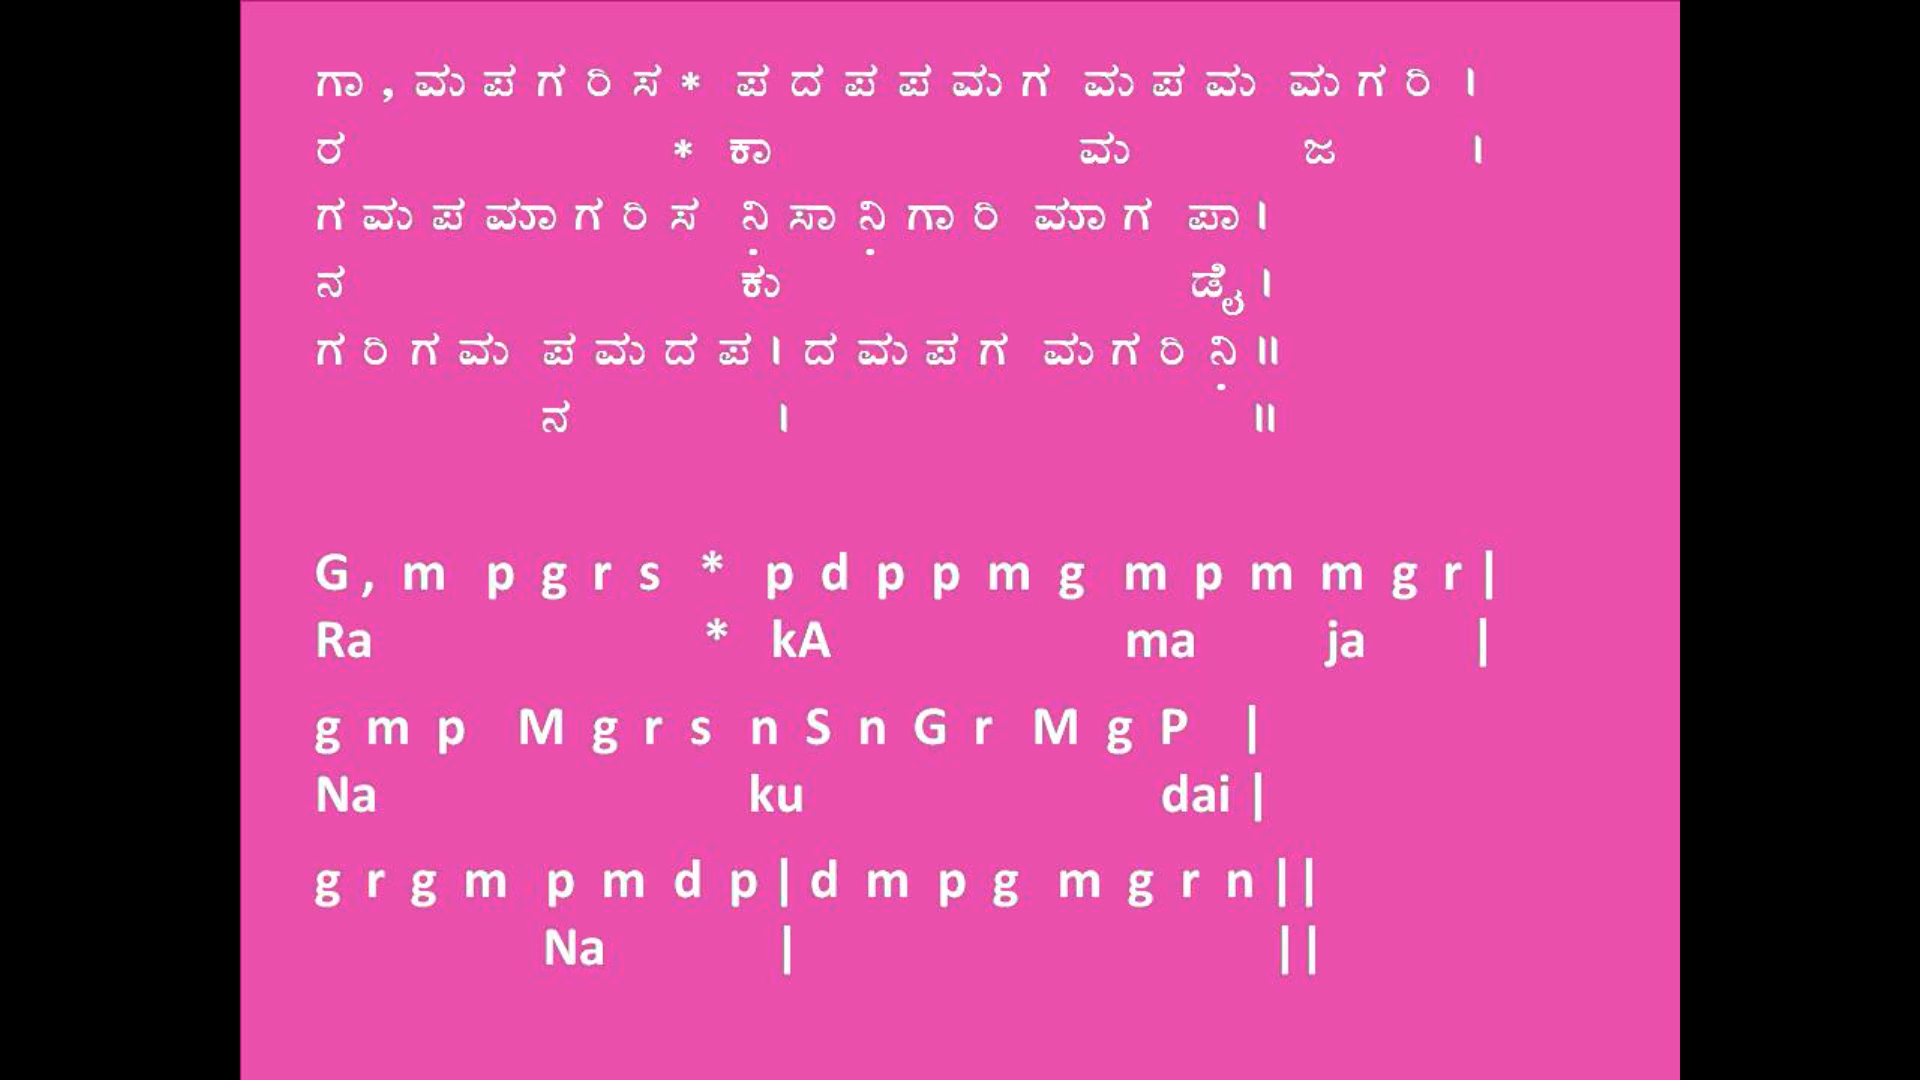 ಗಾ , ಮ ಪ ಗ ರಿ ಸ * ಪ ದ ಪ ಪ ಮ ಗ ಮ ಪ ಮ ಮ ಗ ರಿ ।
ರ * ಕಾ ಮ ಜ ।
ಗ ಮ ಪ ಮಾ ಗ ರಿ ಸ ನಿ̣ ಸಾ ನಿ̣ ಗಾ ರಿ ಮಾ ಗ ಪಾ ।
ನ ಕು ಡೈ ।
ಗ ರಿ ಗ ಮ ಪ ಮ ದ ಪ । ದ ಮ ಪ ಗ ಮ ಗ ರಿ ನಿ̣ ॥
ನ । ॥
G , m p g r s * p d p p m g m p m m g r |
Ra * kA ma ja |
g m p M g r s n S n G r M g P |
Na ku dai |
g r g m p m d p | d m p g m g r n ||
Na | ||